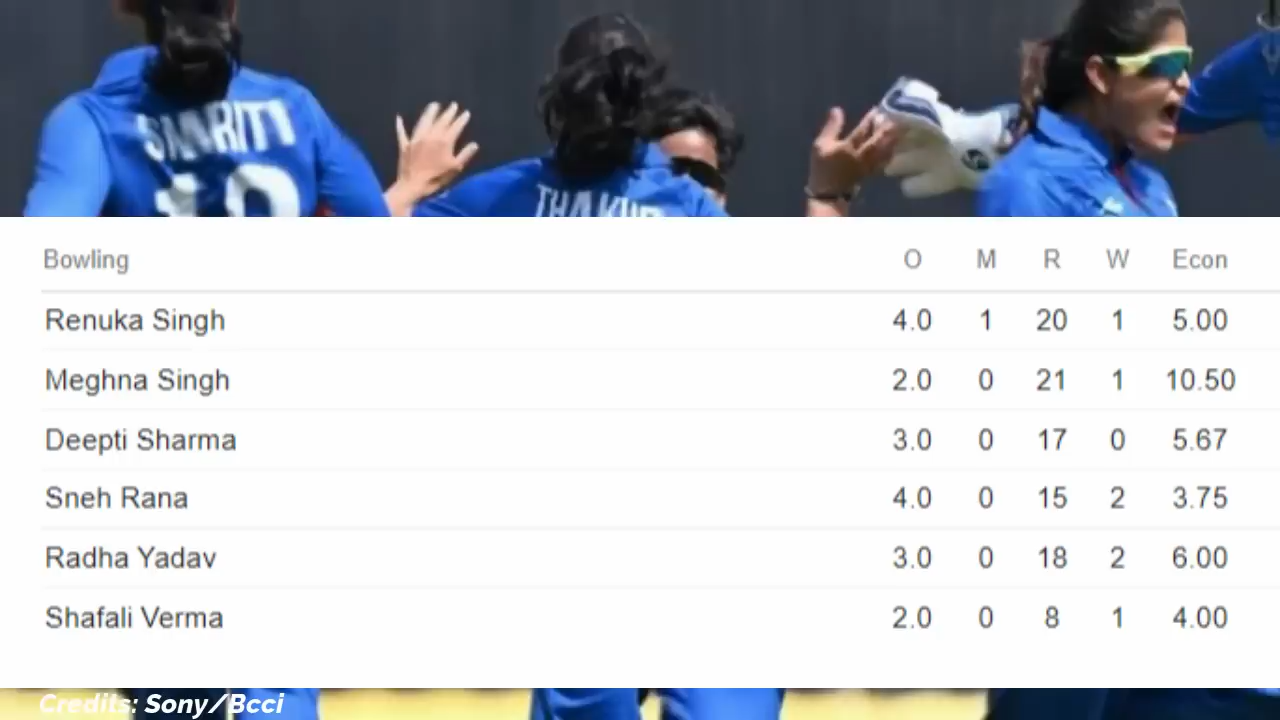 SMRITI
THAKUR
18
Bowling O M R W Econ
Renuka Singh 4.0 1 20 1 5.00
Meghna Singh 2.0 0 21 1 10.50
Deepti Sharma 3.0 0 17 0 5.67
Sneh Rana 4.0 0 15 2 3.75
Radha Yadav 3.0 0 18 2 6.00
Shafali Verma 2.0 0 8 1 4.00
Credits: Sony/Bcci